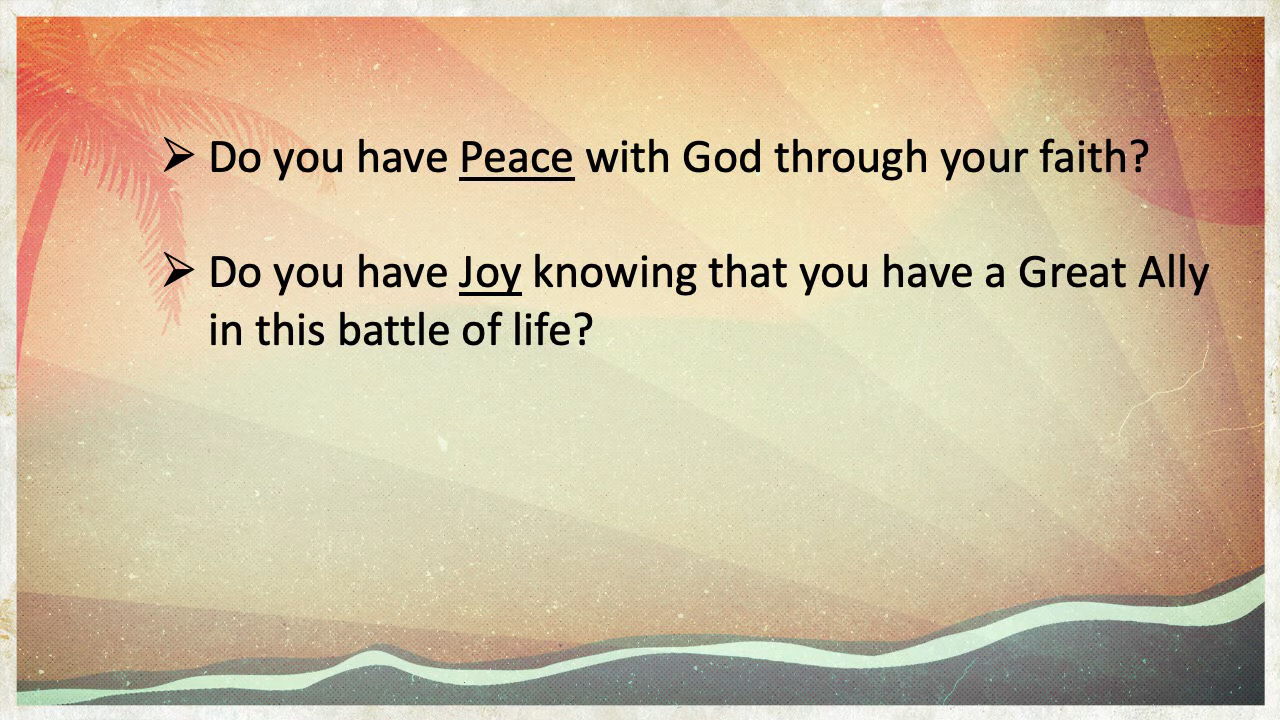 ➢ Do you have Peace with God through your faith?
➢ Do you have Joy knowing that you have a Great Ally
in this battle of life?